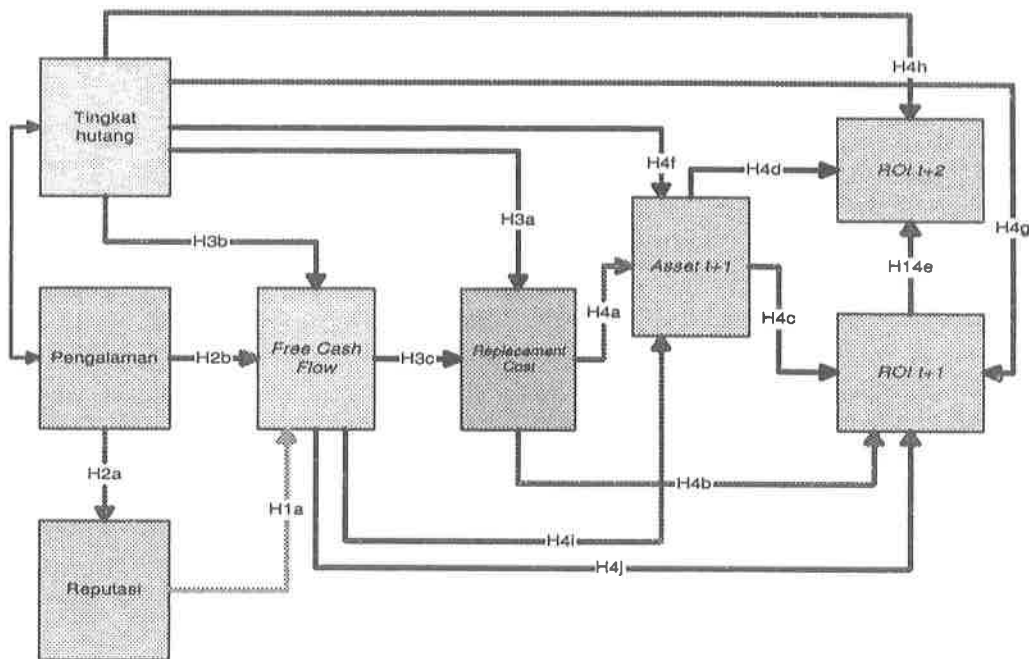 H4h
Tingkat
hutang
H4f
H4d
ROI t+2
H3a
H4g
H3b
Asset t+1
H14e
H4a
H4c
Pengalaman
H2b
Free Cash
Flow
H3c
Replacement
Cost
ROI t+1
H2a
H1a
H4b
H4i
H4j
Reputasi